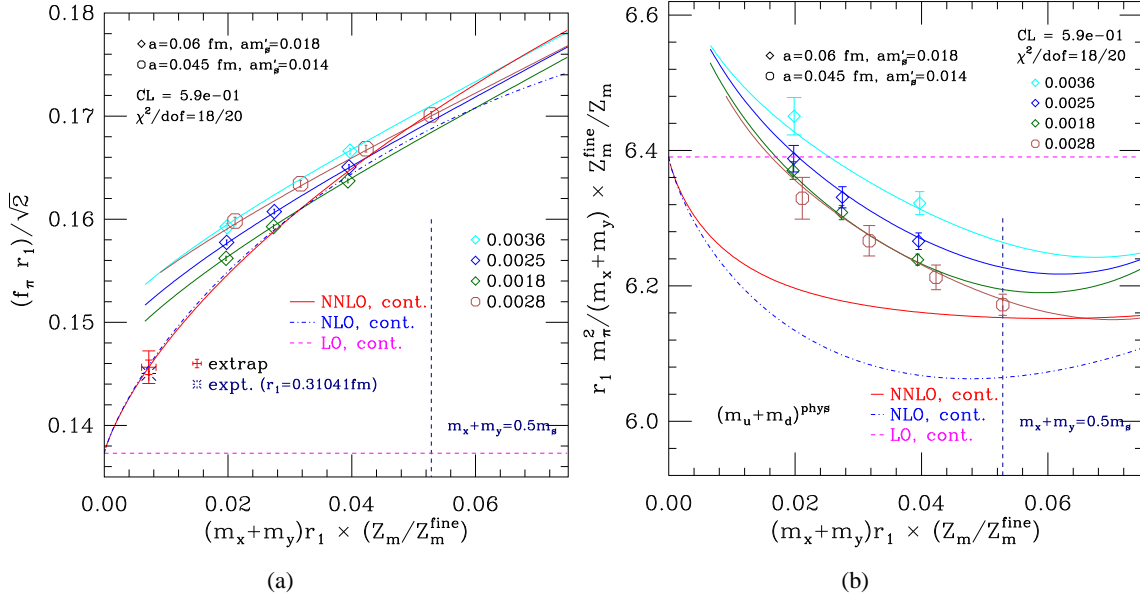 0.18
0.17
0.16
0.15
0.14
(f_π r_1)/√2
a=0.06 fm, am'_s=0.018
a=0.045 fm, am'_s=0.014
CL = 5.9e−01
χ²/dof=18/20
0.0036
0.0025
0.0018
0.0028
NNLO, cont.
NLO, cont.
LO, cont.
extrap
expt. (r_1=0.31041fm)
m_x+m_y=0.5m_s
0.00 0.02 0.04 0.06
(m_x+m_y)r_1 × (Z_m/Z_m^fine)
(a)
6.6
6.4
6.2
6.0
r_1 m_π^2/(m_x+m_y) × Z_m^fine/Z_m
CL = 5.9e−01
χ²/dof=18/20
a=0.06 fm, am'_s=0.018
a=0.045 fm, am'_s=0.014
0.0036
0.0025
0.0018
0.0028
NNLO, cont.
NLO, cont.
LO, cont.
(m_u+m_d)^phys
m_x+m_y=0.5m_s
0.00 0.02 0.04 0.06
(m_x+m_y)r_1 × (Z_m/Z_m^fine)
(b)